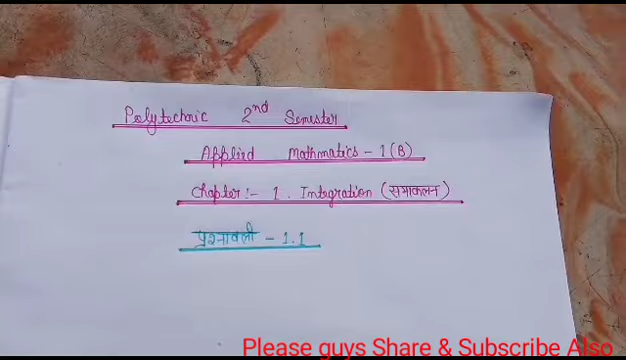 Polytechnic 2nd Semester
Applied Mathmatics - 1 (B)
Chapter :- 1. Integration (समाकलन)
प्रश्नावली - 1.1
Please guys Share & Subscribe Also